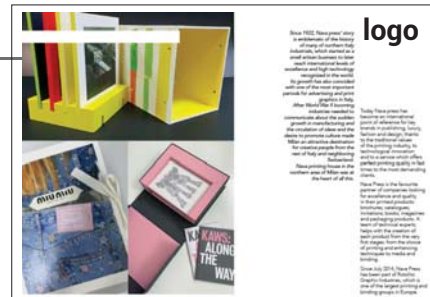 logo
Since 1922, Nava press' story
is emblematic of the history
of many of northern Italy
industrials, which started as a
small artisan business to later
reach international levels of
excellence and high technology
recognized in the world.
Its growth has also coincided
with one of the most important
periods for advertising and print
graphics in Italy.
After World War II booming
industries needed to
communicate about the sudden
growth in manufacturing and
the circulation of ideas and the
desire to promote culture made
Milan an attractive destination
for creative people from the
rest of Italy and neighboring
Switzerland.
Nava printing house in the
northern area of Milan was at
the heart of all this.
Today Nava press has
become an international
point of reference for key
brands in publishing, luxury,
fashion and design, thanks
to the traditional values
of the printing industry, to
technological innovation
and to a service which offers
perfect printing quality in fast
times to the most demanding
clients.
Nava Press is the favourite
partner of companies looking
for excellence and quality
in their printed products:
brochures, catalogues,
invitations, books, magazines
and packaging products. A
team of technical experts
helps with the creation of
each product from the very
first stages: from the choice
of printing and enhancing
techniques to media and
binding.
Since July 2014, Nava Press
has been part of Rotolito
Graphic Industries, which is
one of the largest printing and
binding groups in Europe.
MIU MIU
KAWS:
ALONG
THE
WAY